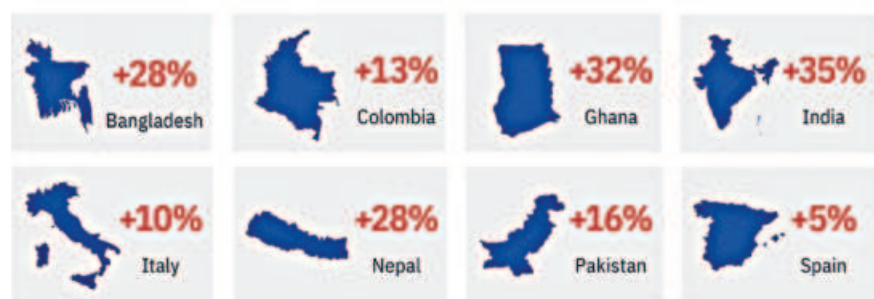 +28%
Bangladesh
+13%
Colombia
+32%
Ghana
+35%
India
+10%
Italy
+28%
Nepal
+16%
Pakistan
+5%
Spain